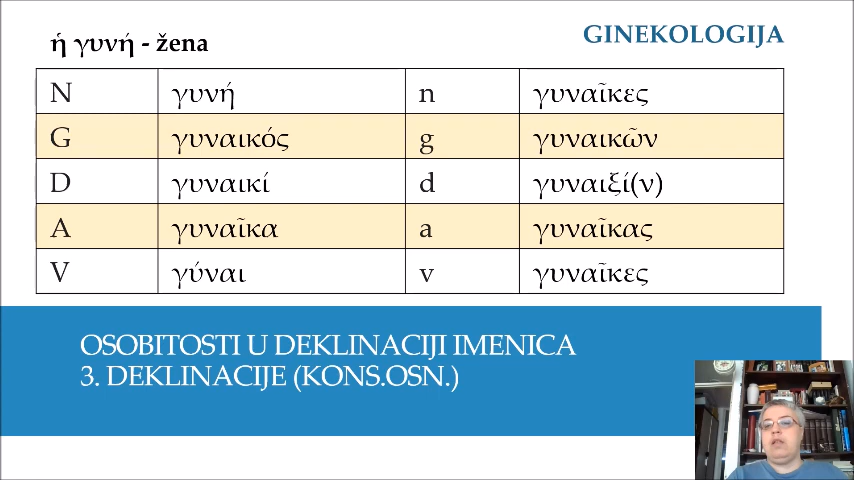 ἡ γυνή - žena
GINEKOLOGIJA
N γυνή n γυναῖκες
G γυναικός g γυναικῶν
D γυναικί d γυναιξί(ν)
A γυναῖκα a γυναῖκας
V γύναι v γυναῖκες
OSOBITOSTI U DEKLINACIJI IMENICA
3. DEKLINACIJE (KONS.OSN.)